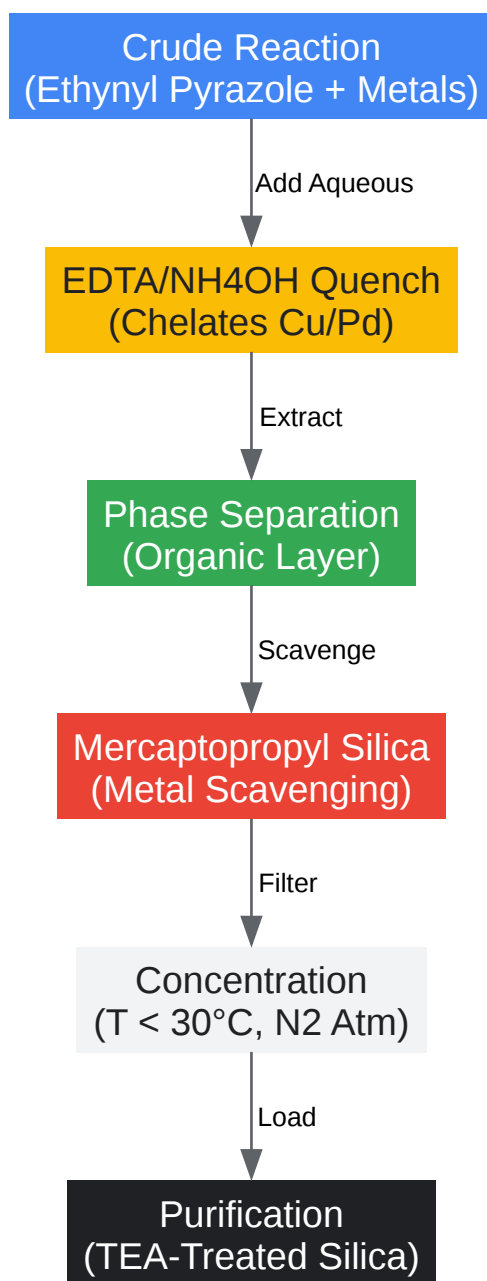 Crude Reaction
(Ethynyl Pyrazole + Metals)
Add Aqueous
EDTA/NH4OH Quench
(Chelates Cu/Pd)
Extract
Phase Separation
(Organic Layer)
Scavenge
Mercaptopropyl Silica
(Metal Scavenging)
Filter
Concentration
(T < 30°C, N2 Atm)
Load
Purification
(TEA-Treated Silica)